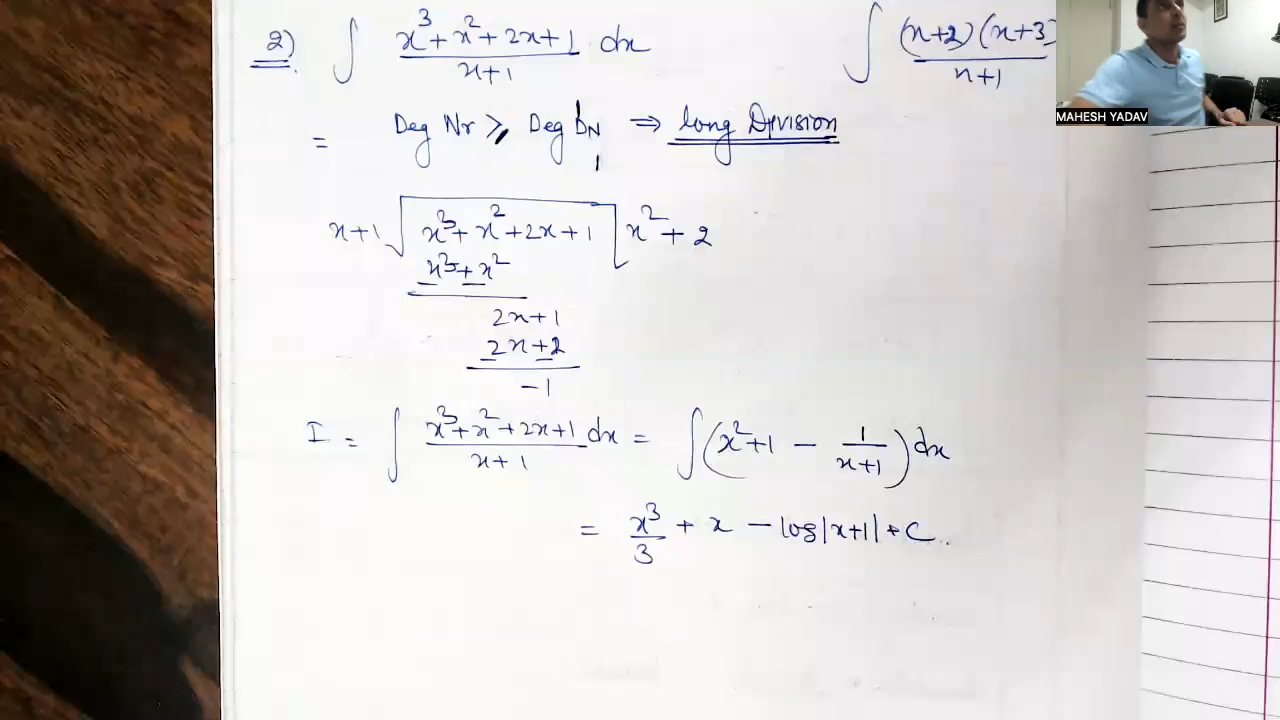 2) ∫ (x³ + x² + 2x + 1)/(x+1) dx
∫ (x+2)(x+3)/(x+1)
MAHESH YADAV
= Deg Nr ≥ Deg DN ⇒ long Division
1
x+1 √ x³ + x² + 2x + 1 | x² + 2
x³ + x²
2x + 1
2x + 2
-1
I = ∫ (x³ + x² + 2x + 1)/(x+1) dx = ∫ (x² + 1 − 1/(x+1)) dx
= x³/3 + x − log|x+1| + C.